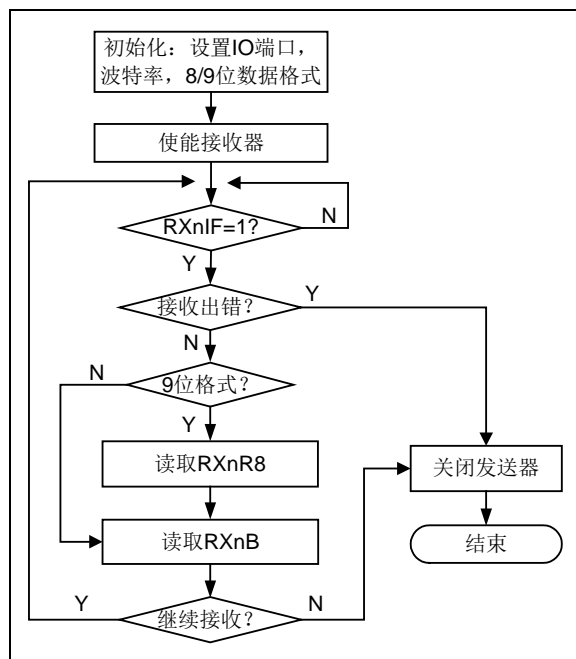 初始化：设置IO端口，
波特率，8/9位数据格式
使能接收器
RXnIF=1?
N
Y
接收出错？
Y
N
9位格式？
N
Y
读取RXnR8
关闭发送器
读取RXnB
结束
继续接收？
Y
N